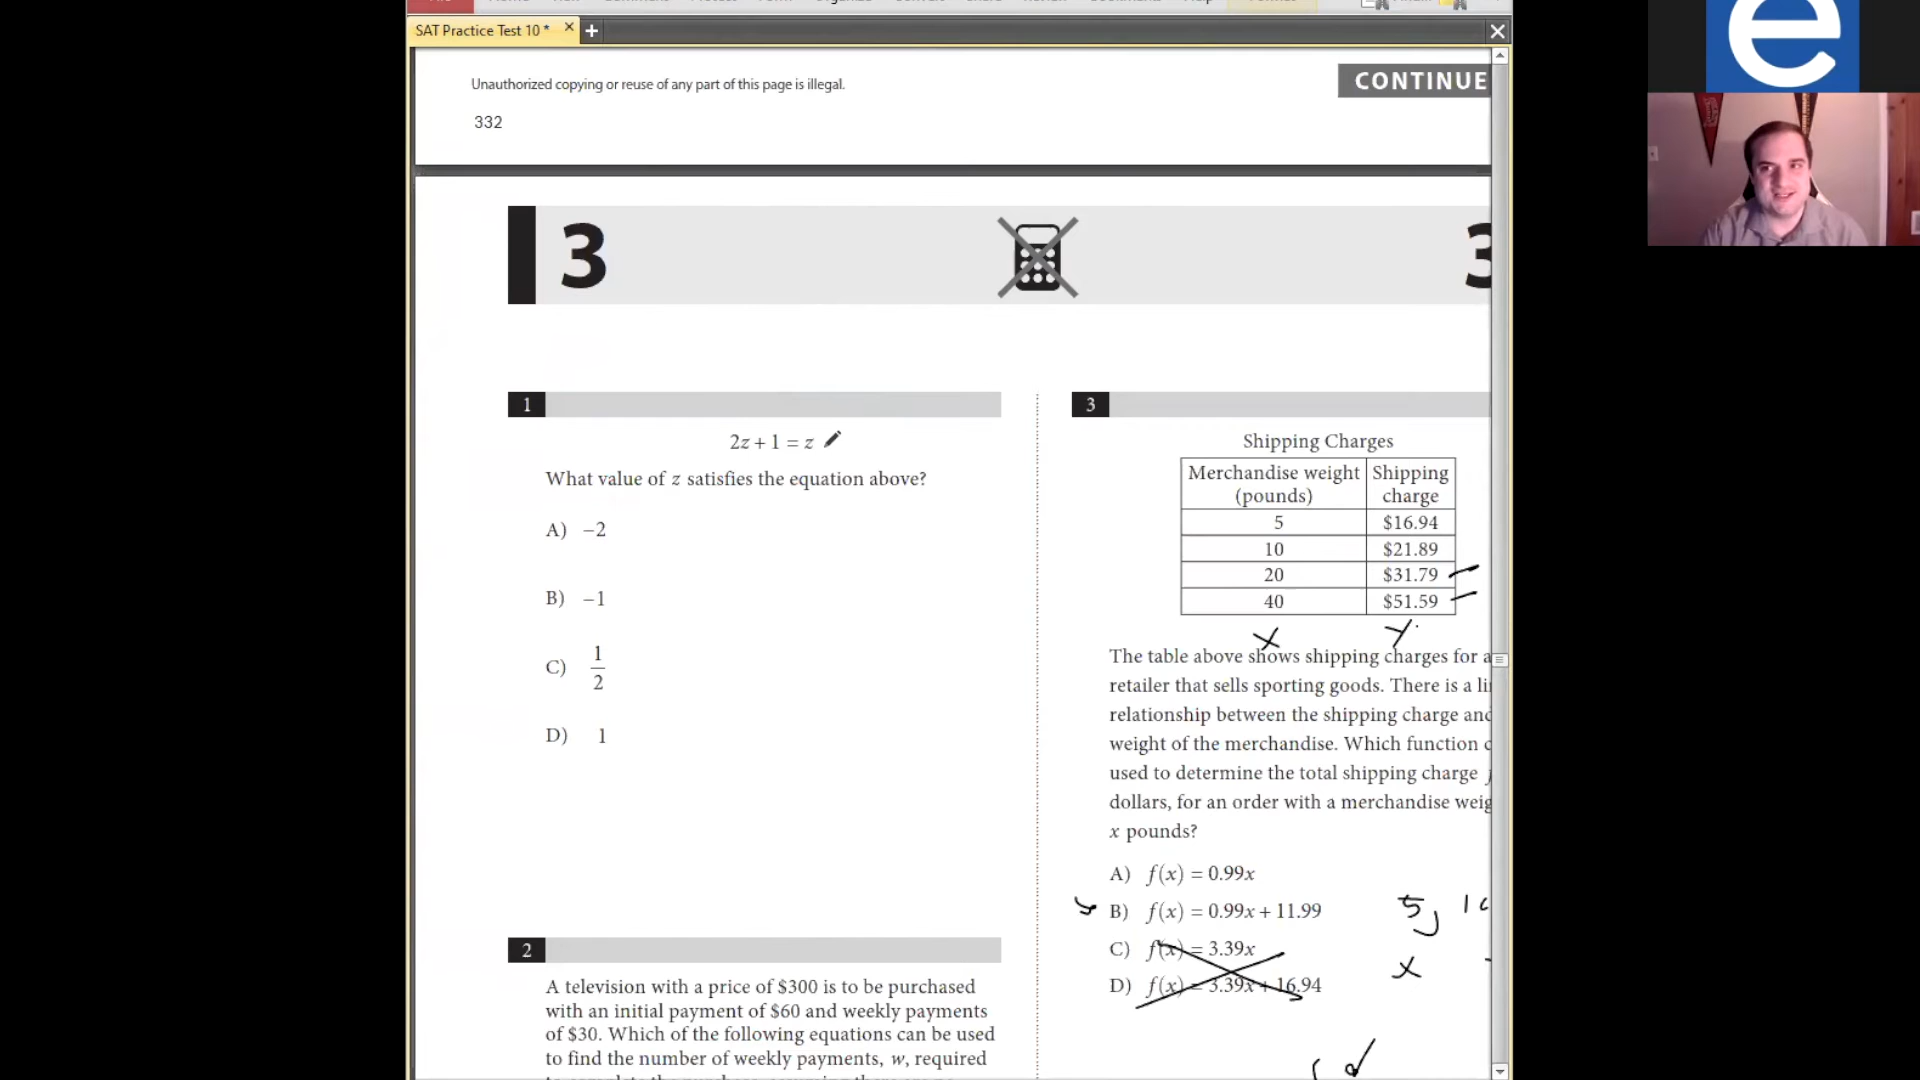 SAT Practice Test 10 *
Unauthorized copying or reuse of any part of this page is illegal.
CONTINUE
332
3
3
1
2z + 1 = z
What value of z satisfies the equation above?
A) −2
B) −1
C) 1/2
D) 1
2
A television with a price of $300 is to be purchased
with an initial payment of $60 and weekly payments
of $30. Which of the following equations can be used
to find the number of weekly payments, w, required
3
Shipping Charges
Merchandise weight (pounds) Shipping charge
5 $16.94
10 $21.89
20 $31.79
40 $51.59
x y
The table above shows shipping charges for a
retailer that sells sporting goods. There is a
relationship between the shipping charge and
weight of the merchandise. Which function
used to determine the total shipping charge
dollars, for an order with a merchandise
x pounds?
A) f(x) = 0.99x
B) f(x) = 0.99x + 11.99
C) f(x) = 3.39x
D) f(x) = 3.39x + 16.94
5,
x
e